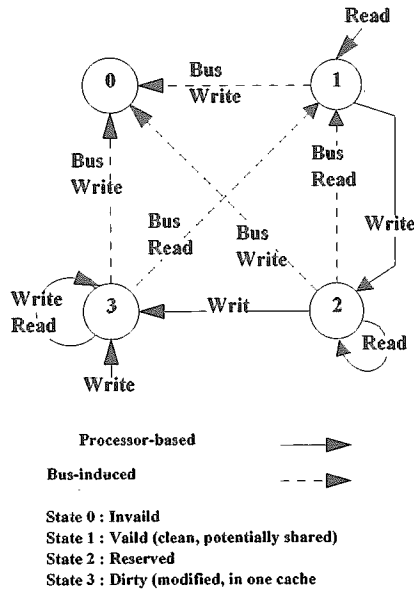 Read
0
Bus
Write
1
Bus
Write
Bus
Read
Bus
Read
Bus
Write
Write
Write
Read
3
Writ
2
Read
Write
Processor-based
Bus-induced
State 0 : Invaild
State 1 : Vaild (clean, potentially shared)
State 2 : Reserved
State 3 : Dirty (modified, in one cache